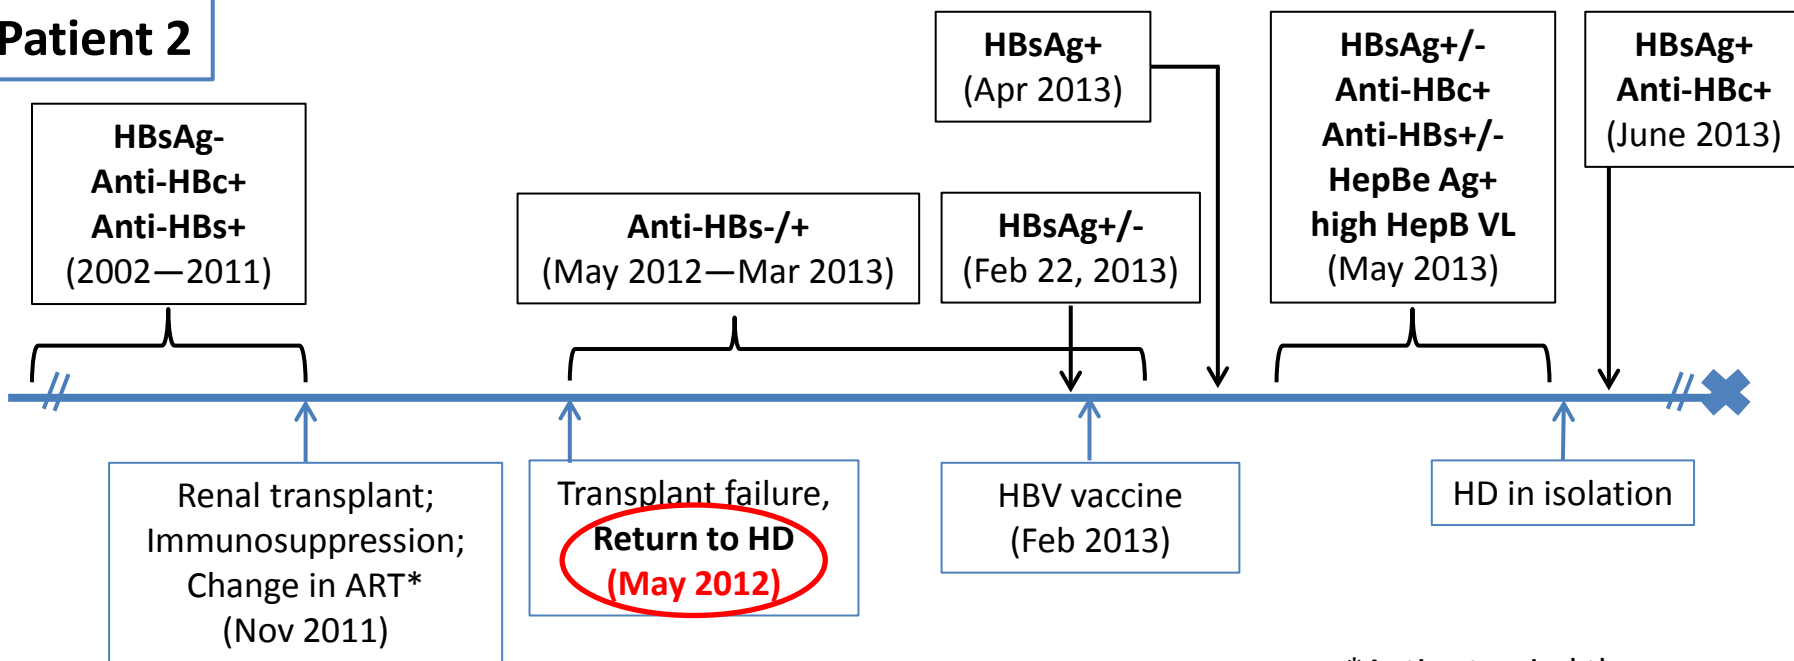 Patient 2
HBsAg-
Anti-HBc+
Anti-HBs+
(2002—2011)
Anti-HBs-/+
(May 2012—Mar 2013)
HBsAg+
(Apr 2013)
HBsAg+/-
(Feb 22, 2013)
HBsAg+/-
Anti-HBc+
Anti-HBs+/-
HepBe Ag+
high HepB VL
(May 2013)
HBsAg+
Anti-HBc+
(June 2013)
Renal transplant;
Immunosuppression;
Change in ART*
(Nov 2011)
Transplant failure,
Return to HD
(May 2012)
HBV vaccine
(Feb 2013)
HD in isolation